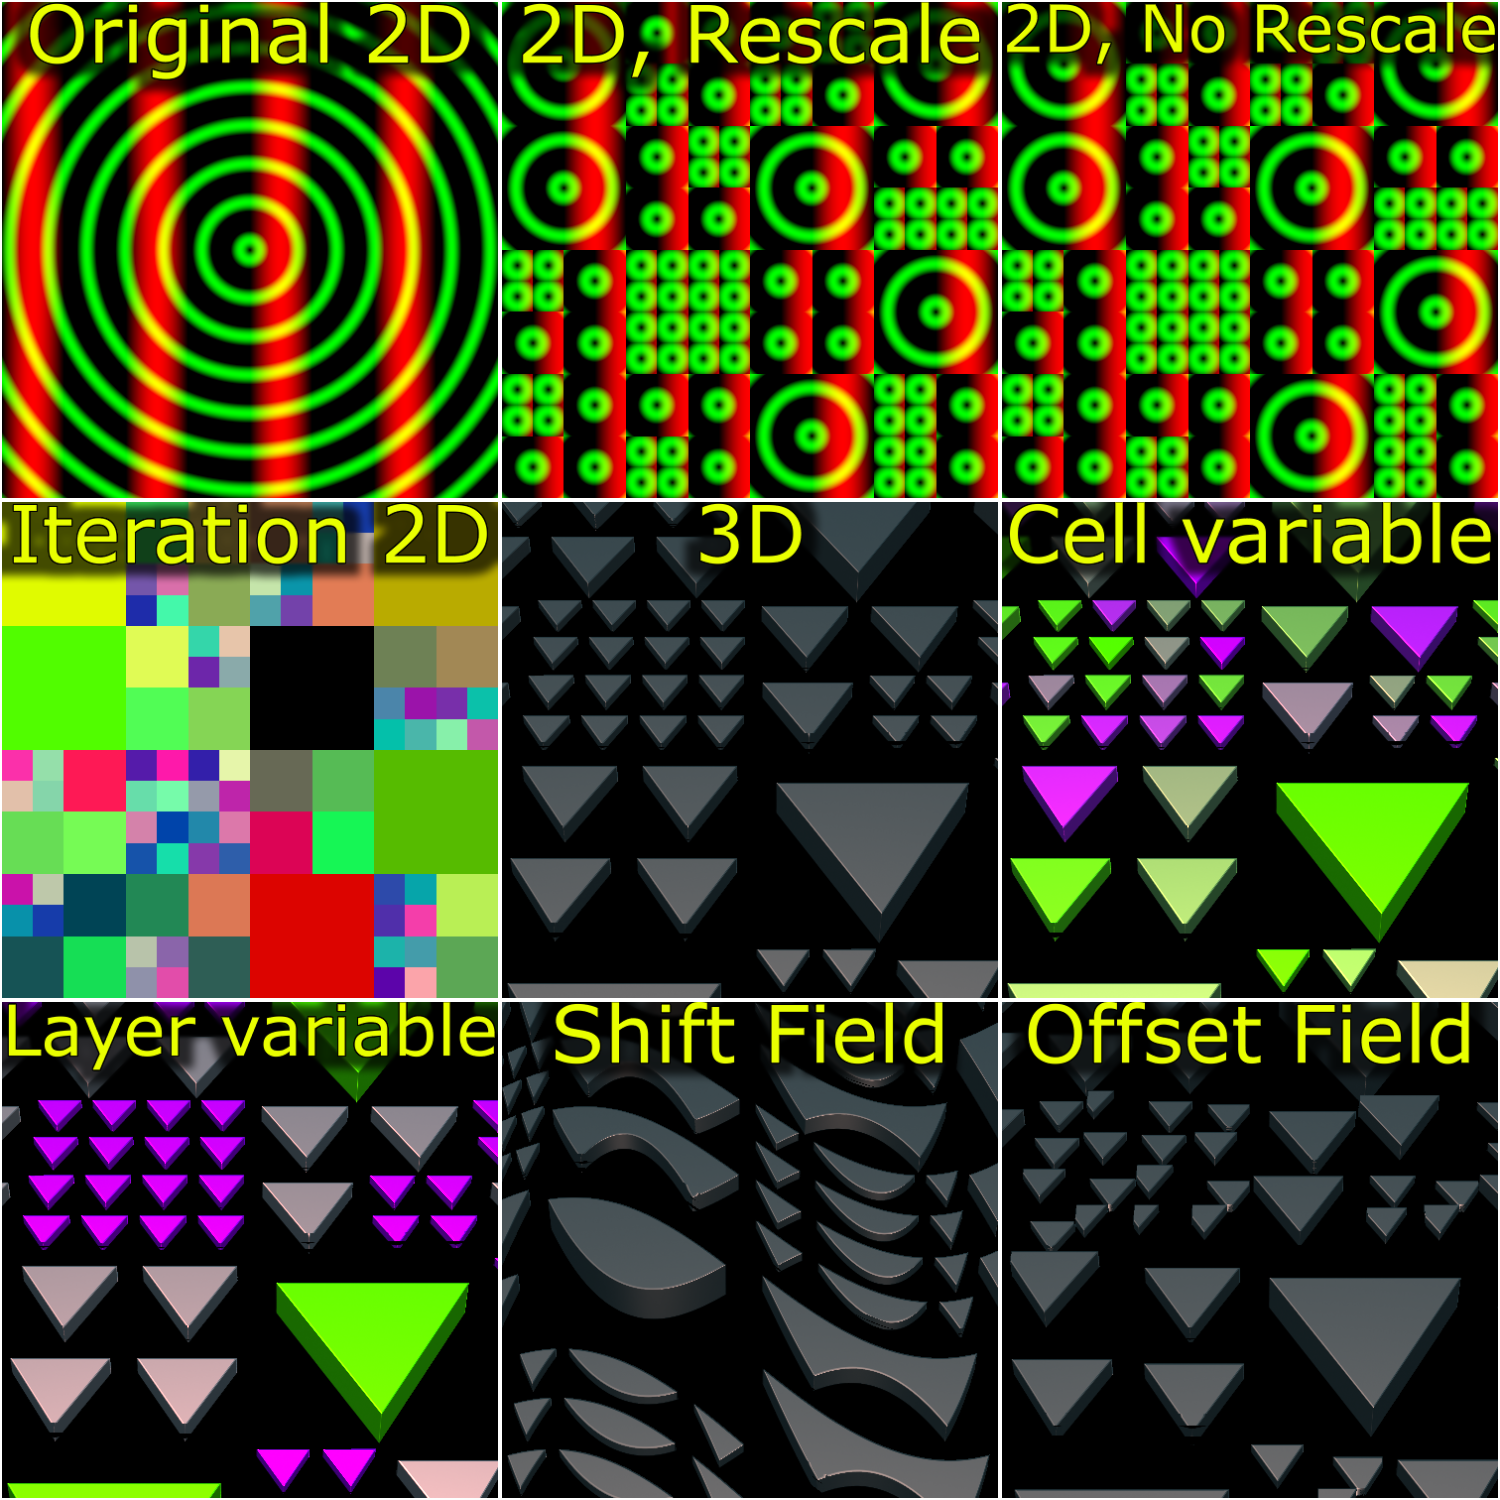 Original 2D
2D, Rescale
2D, No Rescale
Iteration 2D
3D
Cell variable
Layer variable
Shift Field
Offset Field